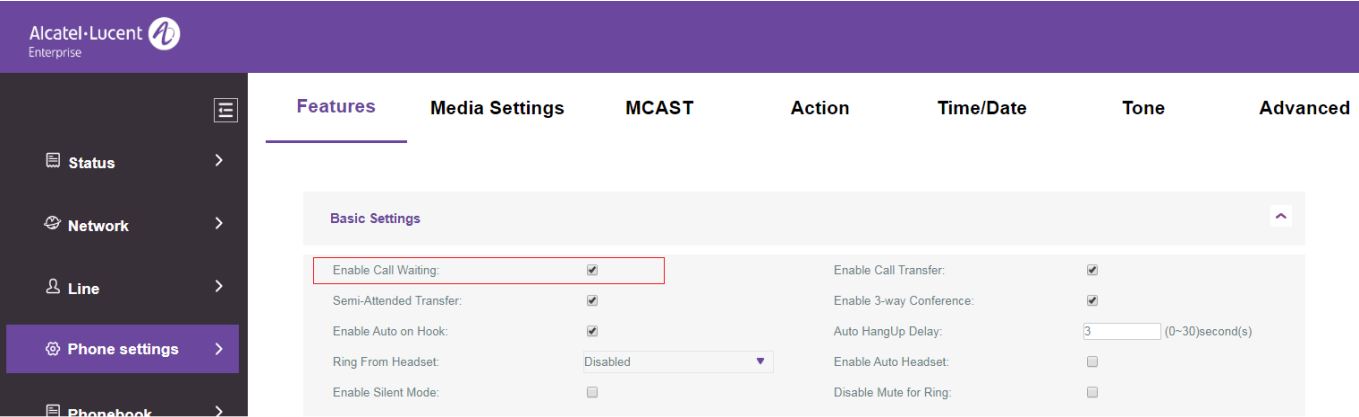 Alcatel·Lucent
Enterprise
Features Media Settings MCAST Action Time/Date Tone Advanced
Status
Network
Line
Phone settings
Phonebook
Basic Settings
Enable Call Waiting: Enable Call Transfer:
Semi-Attended Transfer: Enable 3-way Conference:
Enable Auto on Hook: Auto HangUp Delay: 3 (0~30)second(s)
Ring From Headset: Disabled Enable Auto Headset:
Enable Silent Mode: Disable Mute for Ring: